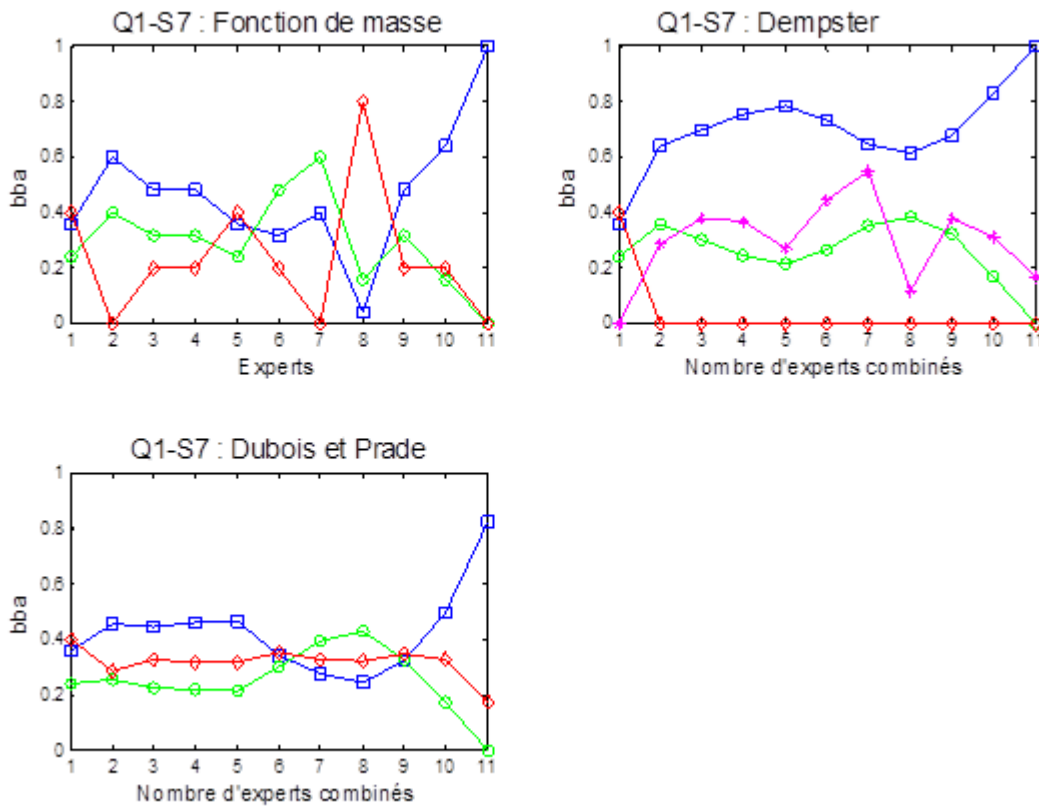 Q1-S7 : Fonction de masse
1
0.8
0.6
0.4
0.2
0
bba
1 2 3 4 5 6 7 8 9 10 11
Experts
Q1-S7 : Dempster
1
0.8
0.6
0.4
0.2
0
bba
1 2 3 4 5 6 7 8 9 10 11
Nombre d'experts combinés
Q1-S7 : Dubois et Prade
1
0.8
0.6
0.4
0.2
0
bba
1 2 3 4 5 6 7 8 9 10 11
Nombre d'experts combinés